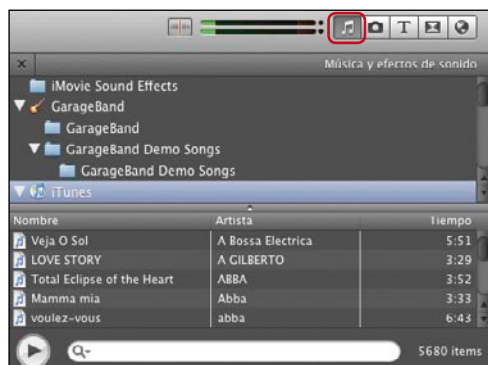 T
Música y efectos de sonido
iMovie Sound Effects
GarageBand
GarageBand
GarageBand Demo Songs
GarageBand Demo Songs
iTunes
Nombre Artista Tiempo
Veja O Sol A Bossa Electrica 5:51
LOVE STORY A GILBERTO 3:29
Total Eclipse of the Heart ABBA 3:52
Mamma mia Abba 3:33
voulez-vous abba 6:43
5680 items